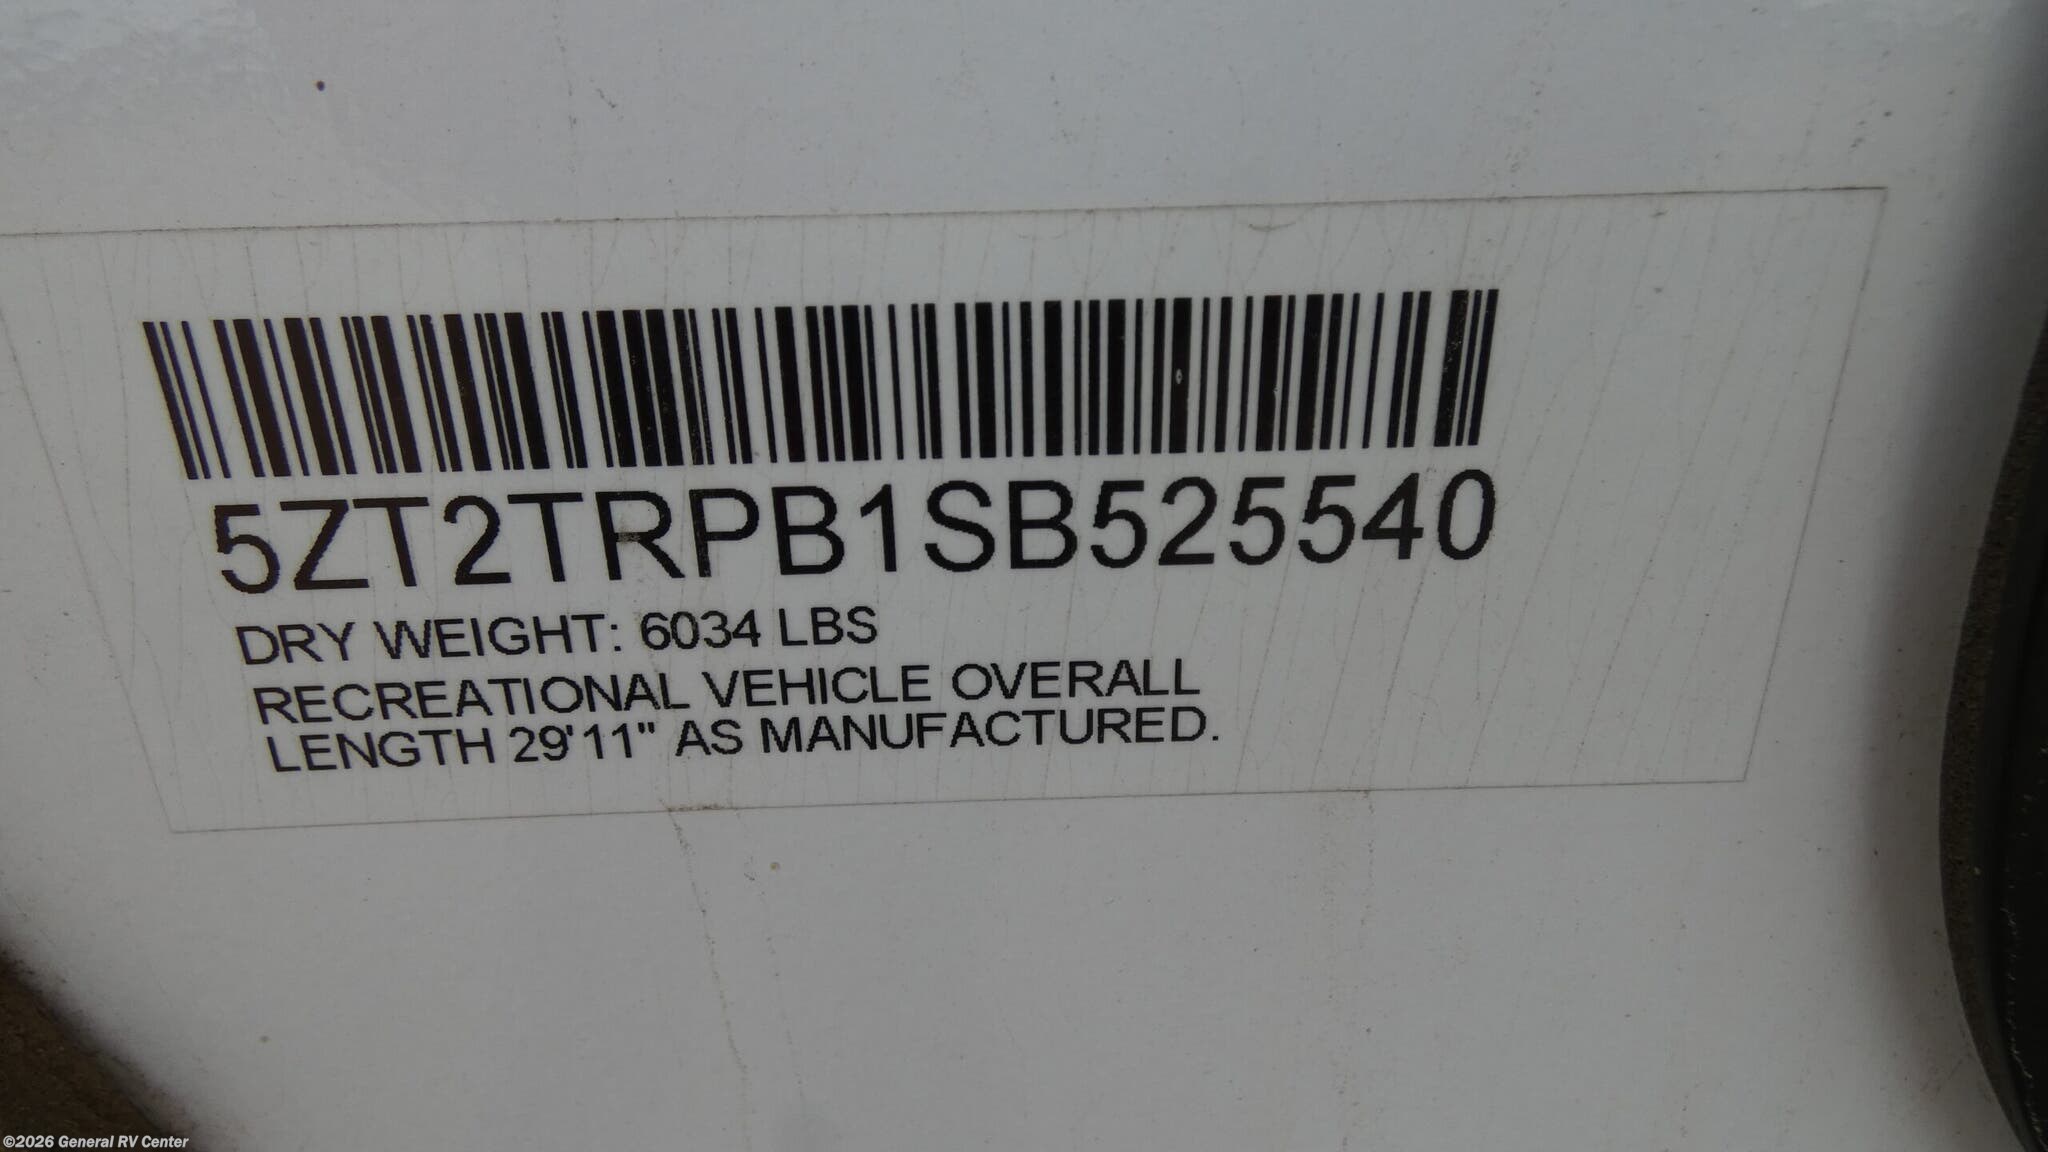 5ZT2TRPB1SB525540
DRY WEIGHT: 6034 LBS
RECREATIONAL VEHICLE OVERALL
LENGTH 29'11" AS MANUFACTURED.
©2026 General RV Center